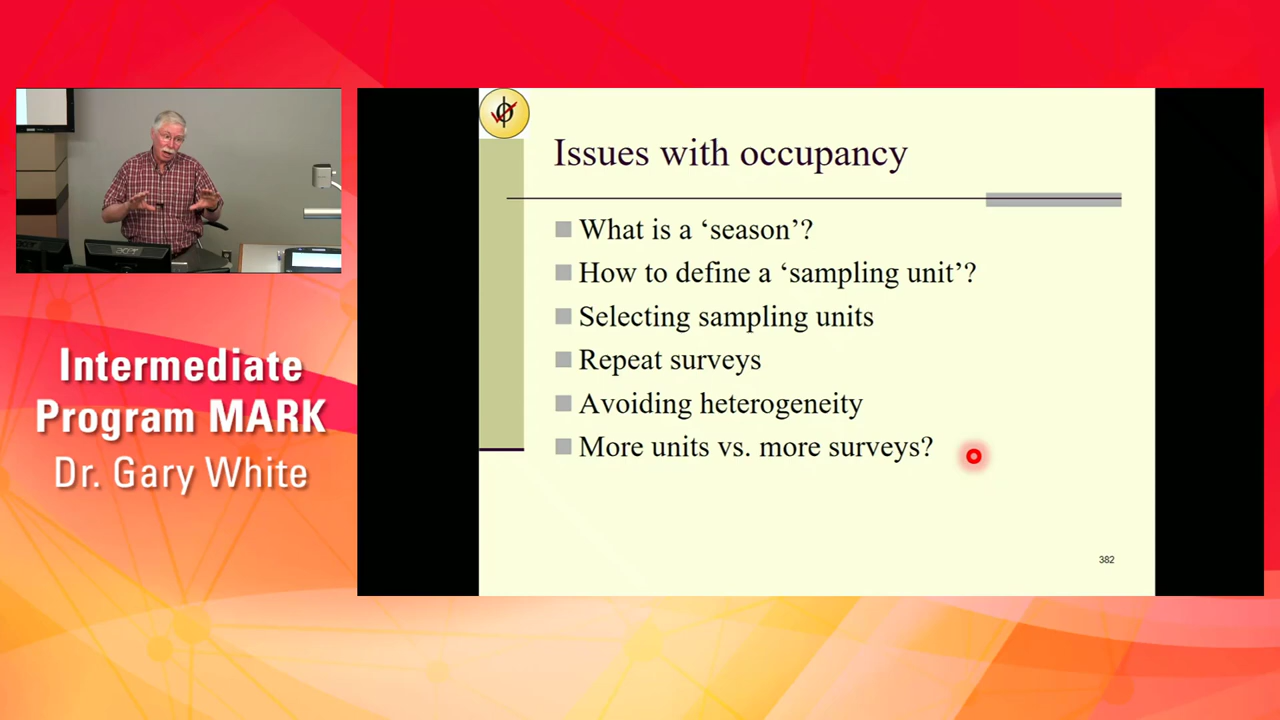 Issues with occupancy
What is a ‘season’?
How to define a ‘sampling unit’?
Selecting sampling units
Repeat surveys
Avoiding heterogeneity
More units vs. more surveys?
382
Intermediate
Program MARK
Dr. Gary White